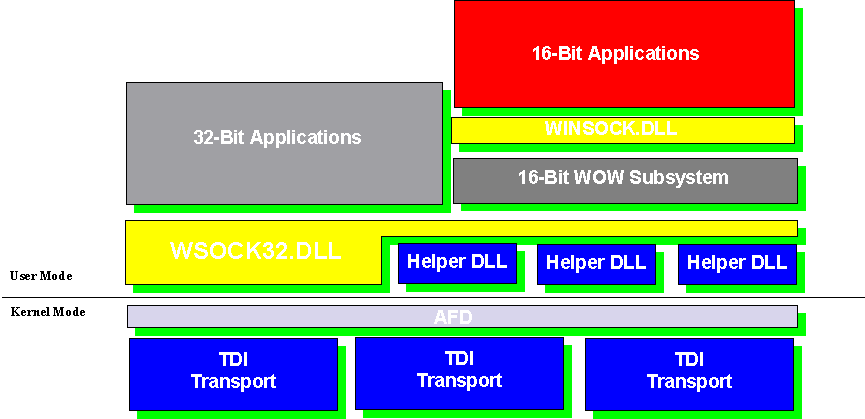 16-Bit Applications
32-Bit Applications
WINSOCK.DLL
16-Bit WOW Subsystem
WSOCK32.DLL
Helper DLL
Helper DLL
Helper DLL
User Mode
Kernel Mode
AFD
TDI
Transport
TDI
Transport
TDI
Transport